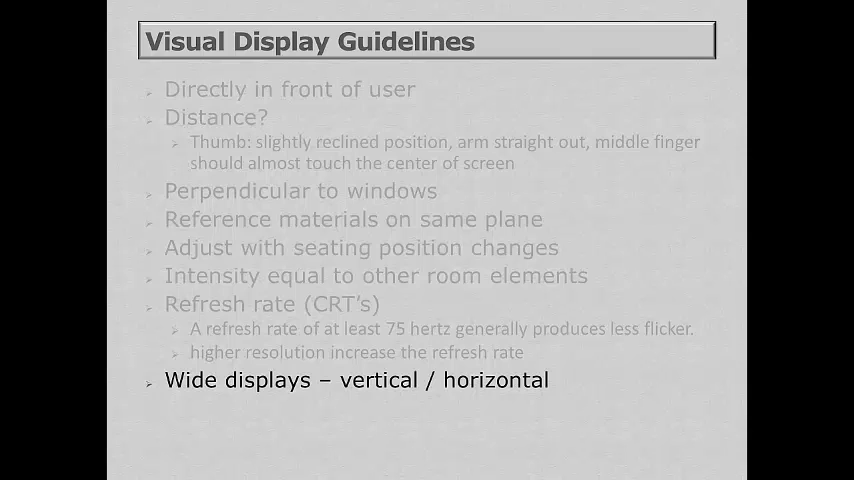 Visual Display Guidelines
Directly in front of user
Distance?
Thumb: slightly reclined position, arm straight out, middle finger
should almost touch the center of screen
Perpendicular to windows
Reference materials on same plane
Adjust with seating position changes
Intensity equal to other room elements
Refresh rate (CRT's)
A refresh rate of at least 75 hertz generally produces less flicker.
higher resolution increase the refresh rate
Wide displays – vertical / horizontal